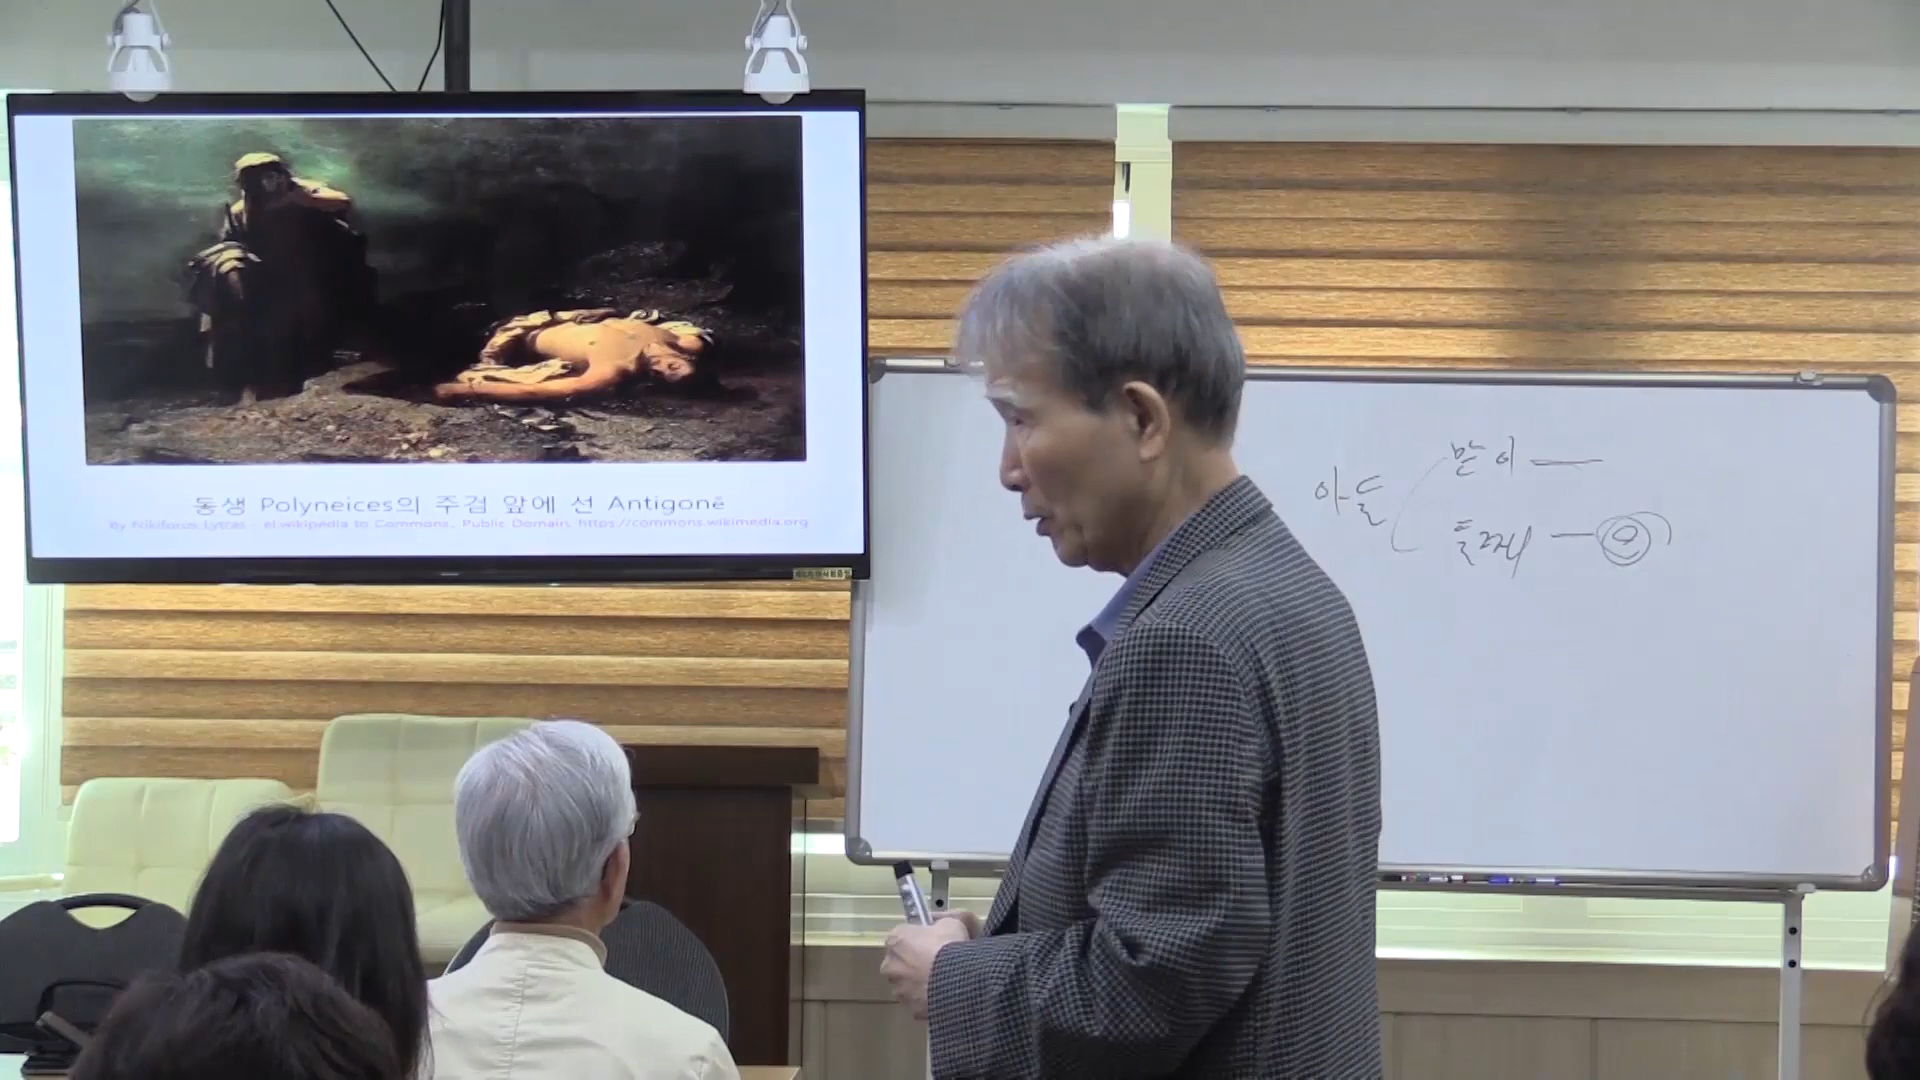 동생 Polyneices의 주검 앞에 선 Antigonē
By Nikiforos Lytras - el.wikipedia to Commons., Public Domain, https://commons.wikimedia.org
아들
맏이 —
둘째 —